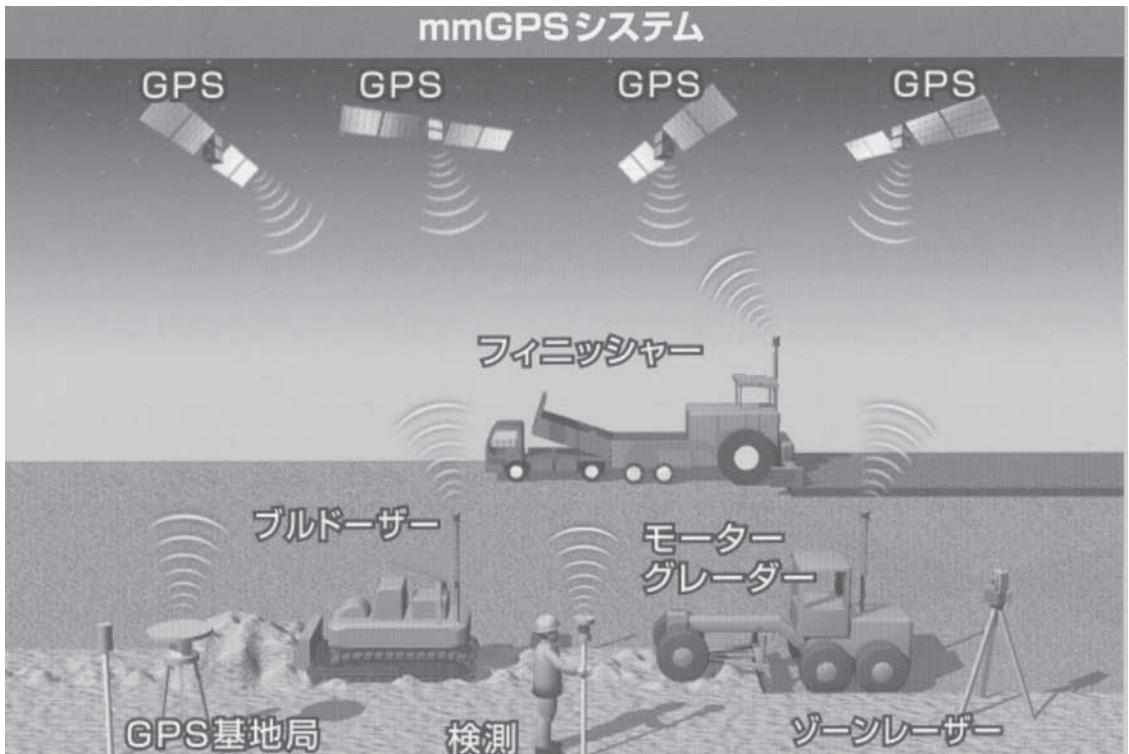 mmGPSシステム
GPS
GPS
GPS
GPS
フィニッシャー
ブルドーザー
モーター
グレーダー
GPS基地局
検測
ゾーンレーザー